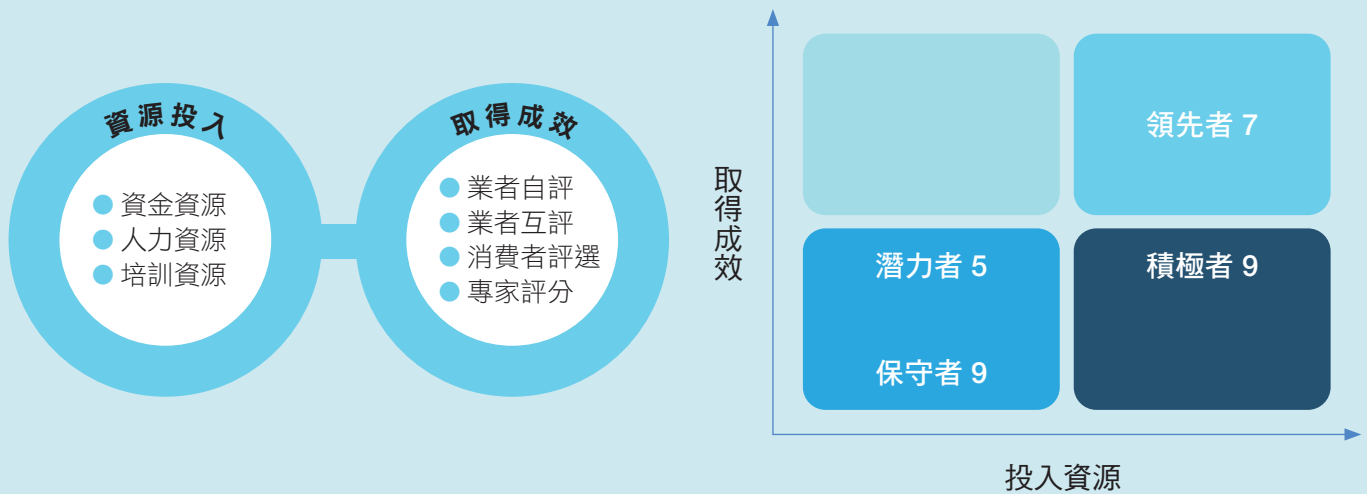 資源投入
資金資源
人力資源
培訓資源
取得成效
業者自評
業者互評
消費者評選
專家評分
取得成效
領先者 7
潛力者 5
積極者 9
保守者 9
投入資源